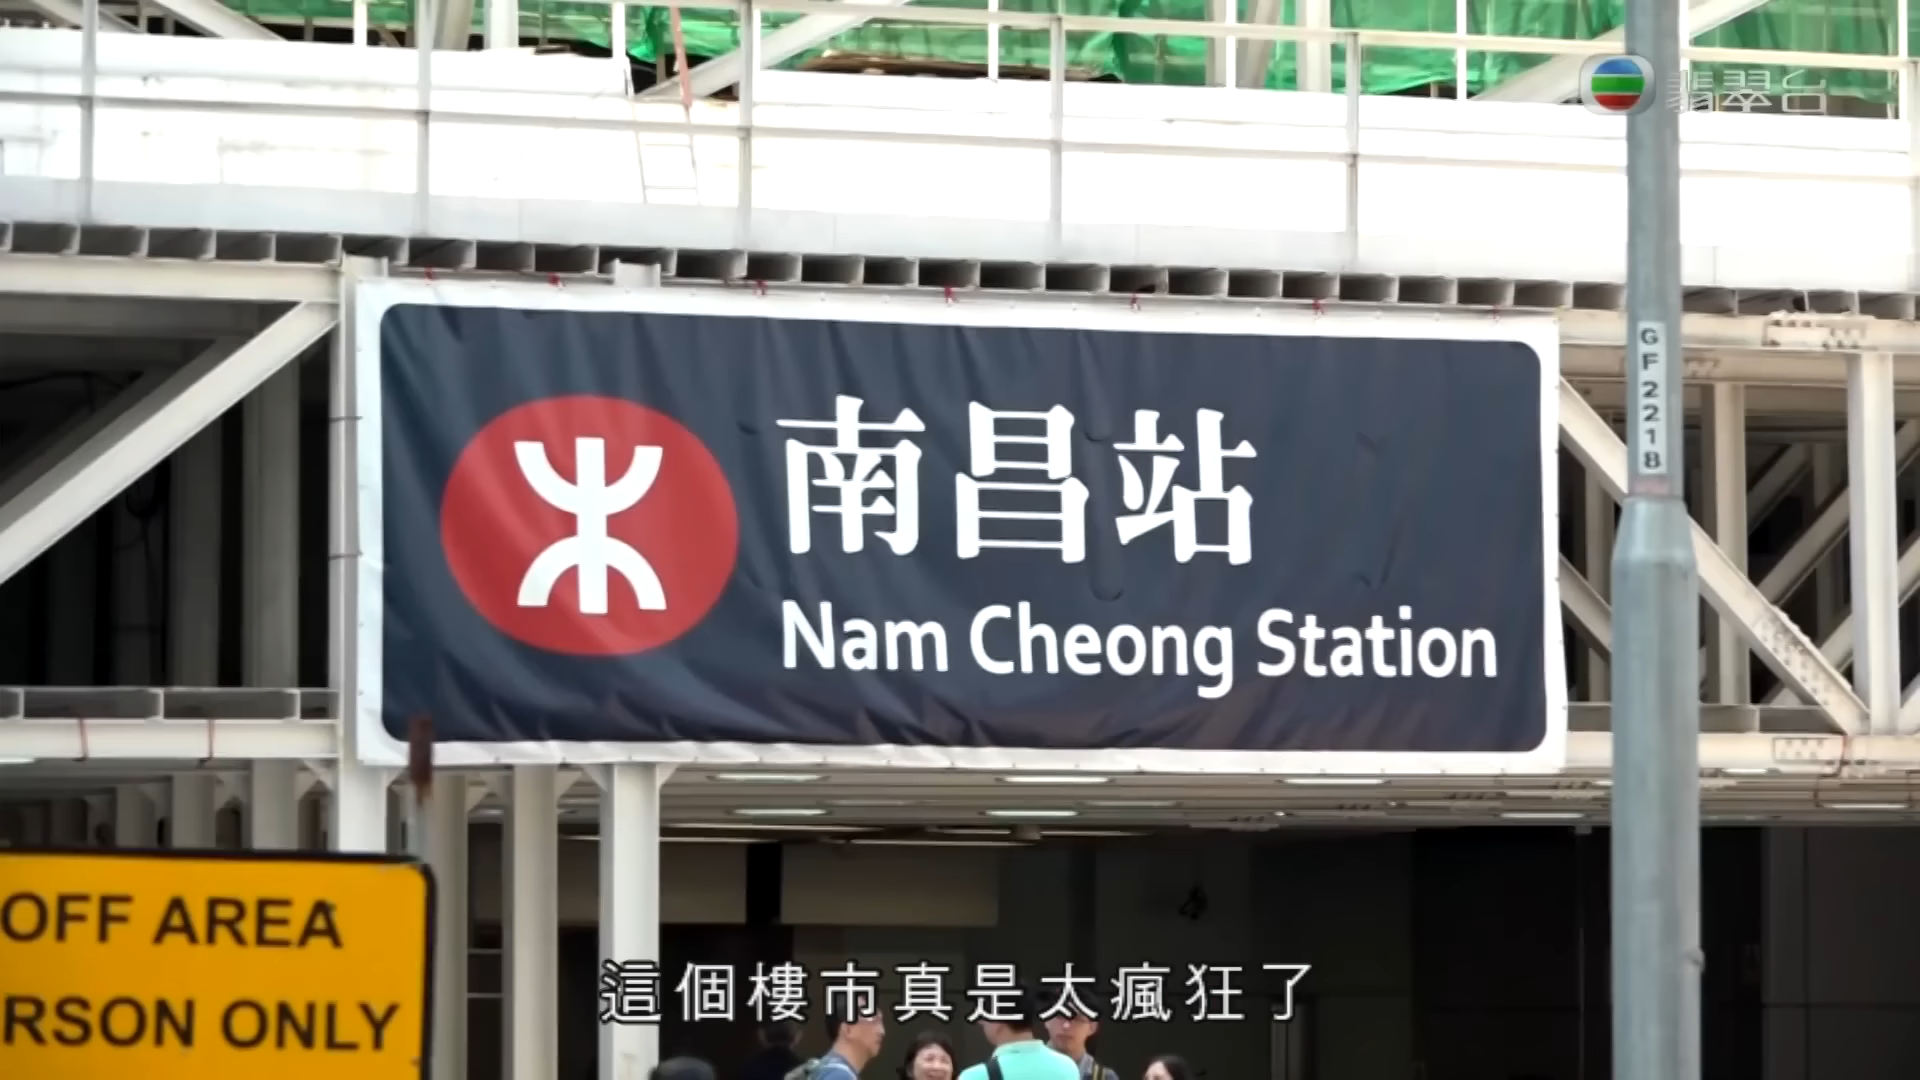 翡翠台
GF2218
南昌站
Nam Cheong Station
OFF AREA
RSON ONLY
這個樓市真是太瘋狂了